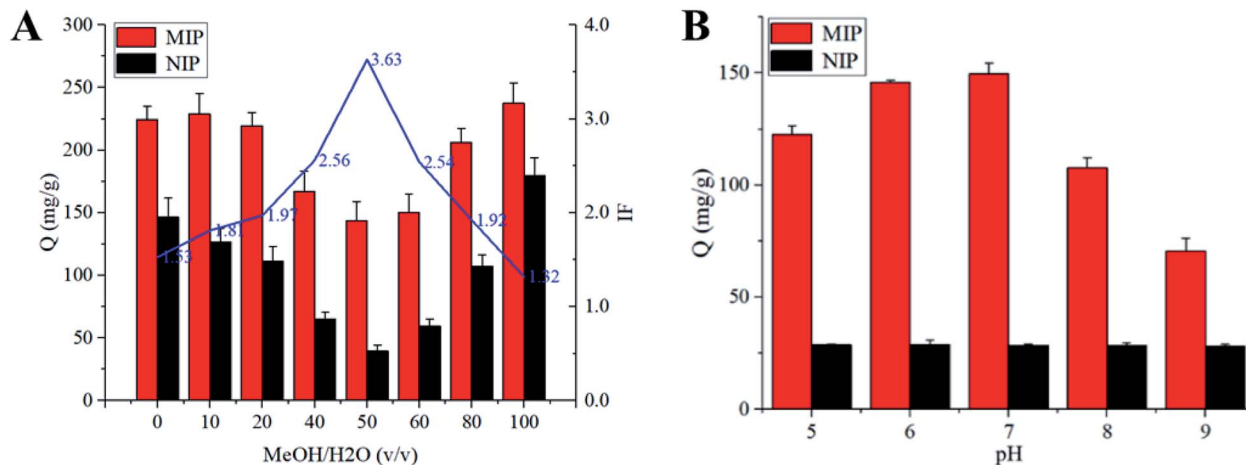 A
MIP
NIP
300
250
200
150
100
50
0
Q (mg/g)
4.0
3.0
2.0
1.0
0.0
IF
1.53
1.81
1.97
2.56
3.63
2.54
1.92
1.32
0 10 20 40 50 60 80 100
MeOH/H2O (v/v)
B
MIP
NIP
150
100
50
0
Q (mg/g)
5 6 7 8 9
pH